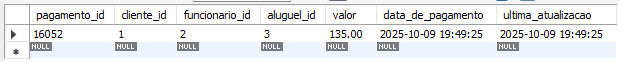 pagamento_id cliente_id funcionario_id aluguel_id valor data_de_pagamento ultima_atualizacao
16052 1 2 3 135.00 2025-10-09 19:49:25 2025-10-09 19:49:25
NULL NULL NULL NULL NULL NULL NULL